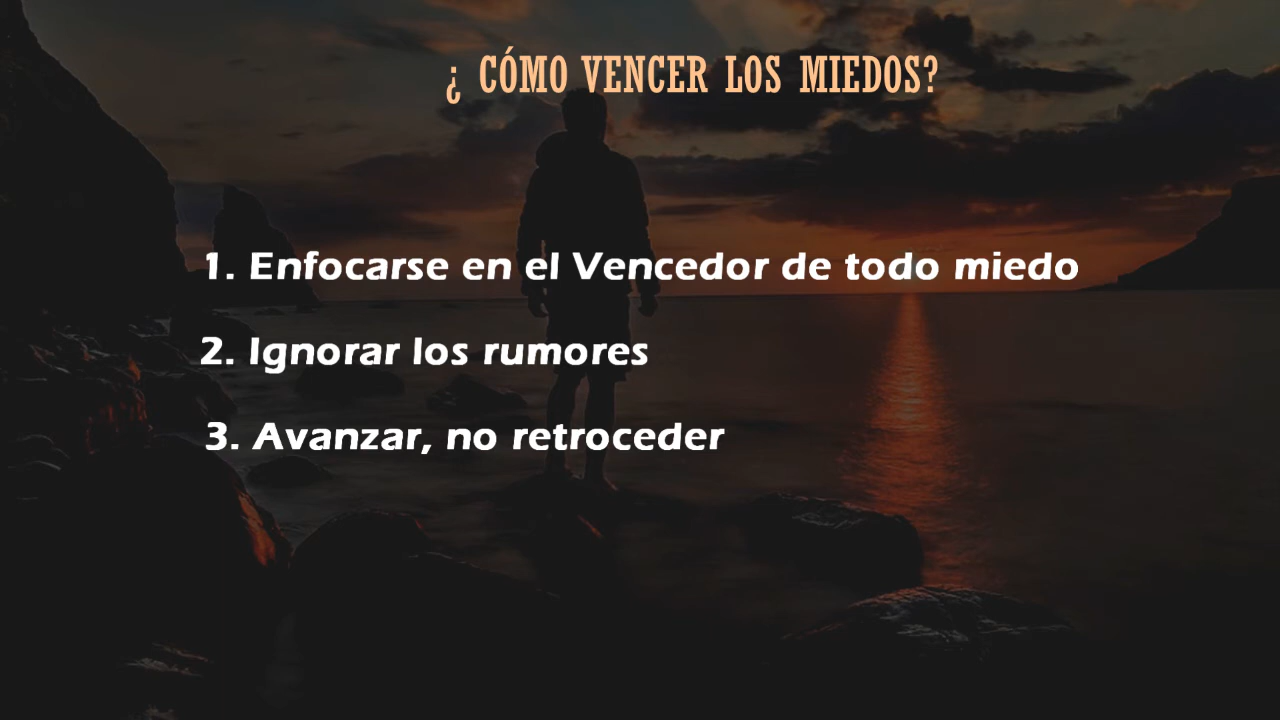 ¿ CÓMO VENCER LOS MIEDOS?
1. Enfocarse en el Vencedor de todo miedo
2. Ignorar los rumores
3. Avanzar, no retroceder